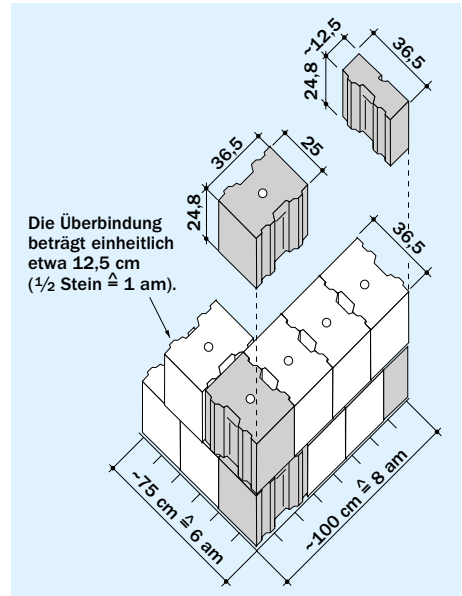 ~12,5
36,5
24,8
36,5
25
24,8
Die Überbindung
beträgt einheitlich
etwa 12,5 cm
(½ Stein ≙ 1 am).
36,5
~75 cm ≙ 6 am
~100 cm ≙ 8 am